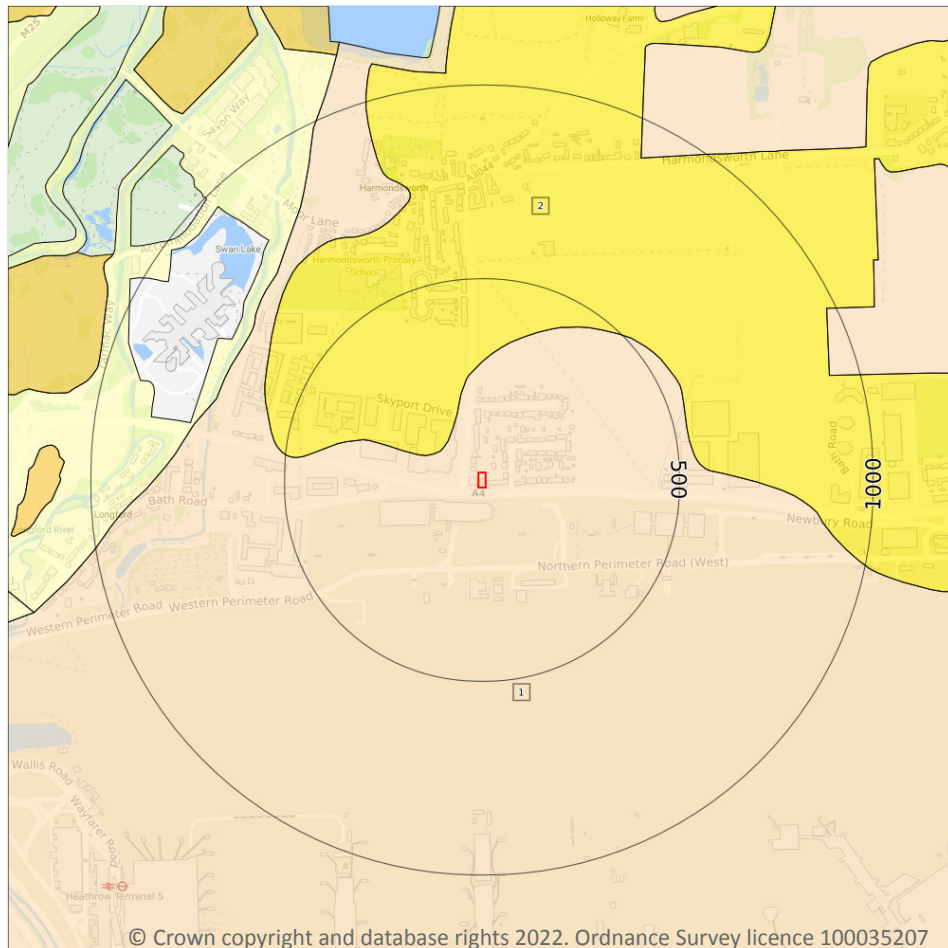 M25
Holloway Farm
Saxon Way
Harmondsworth Lane
A3044
Harmondsworth
Accommodation Lane
Moor Lane
2
Swan Lake
Harmondsworth Primary
School
Skyport Drive
Bath Road
500
1000
A4
Bath Road
Longford
Longford River
Newbury Road
Northern Perimeter Road (West)
Western Perimeter Road
Western Perimeter Road
1
Wallis Road
Wayfarer Road
Heathrow Terminal 5
© Crown copyright and database rights 2022. Ordnance Survey licence 100035207